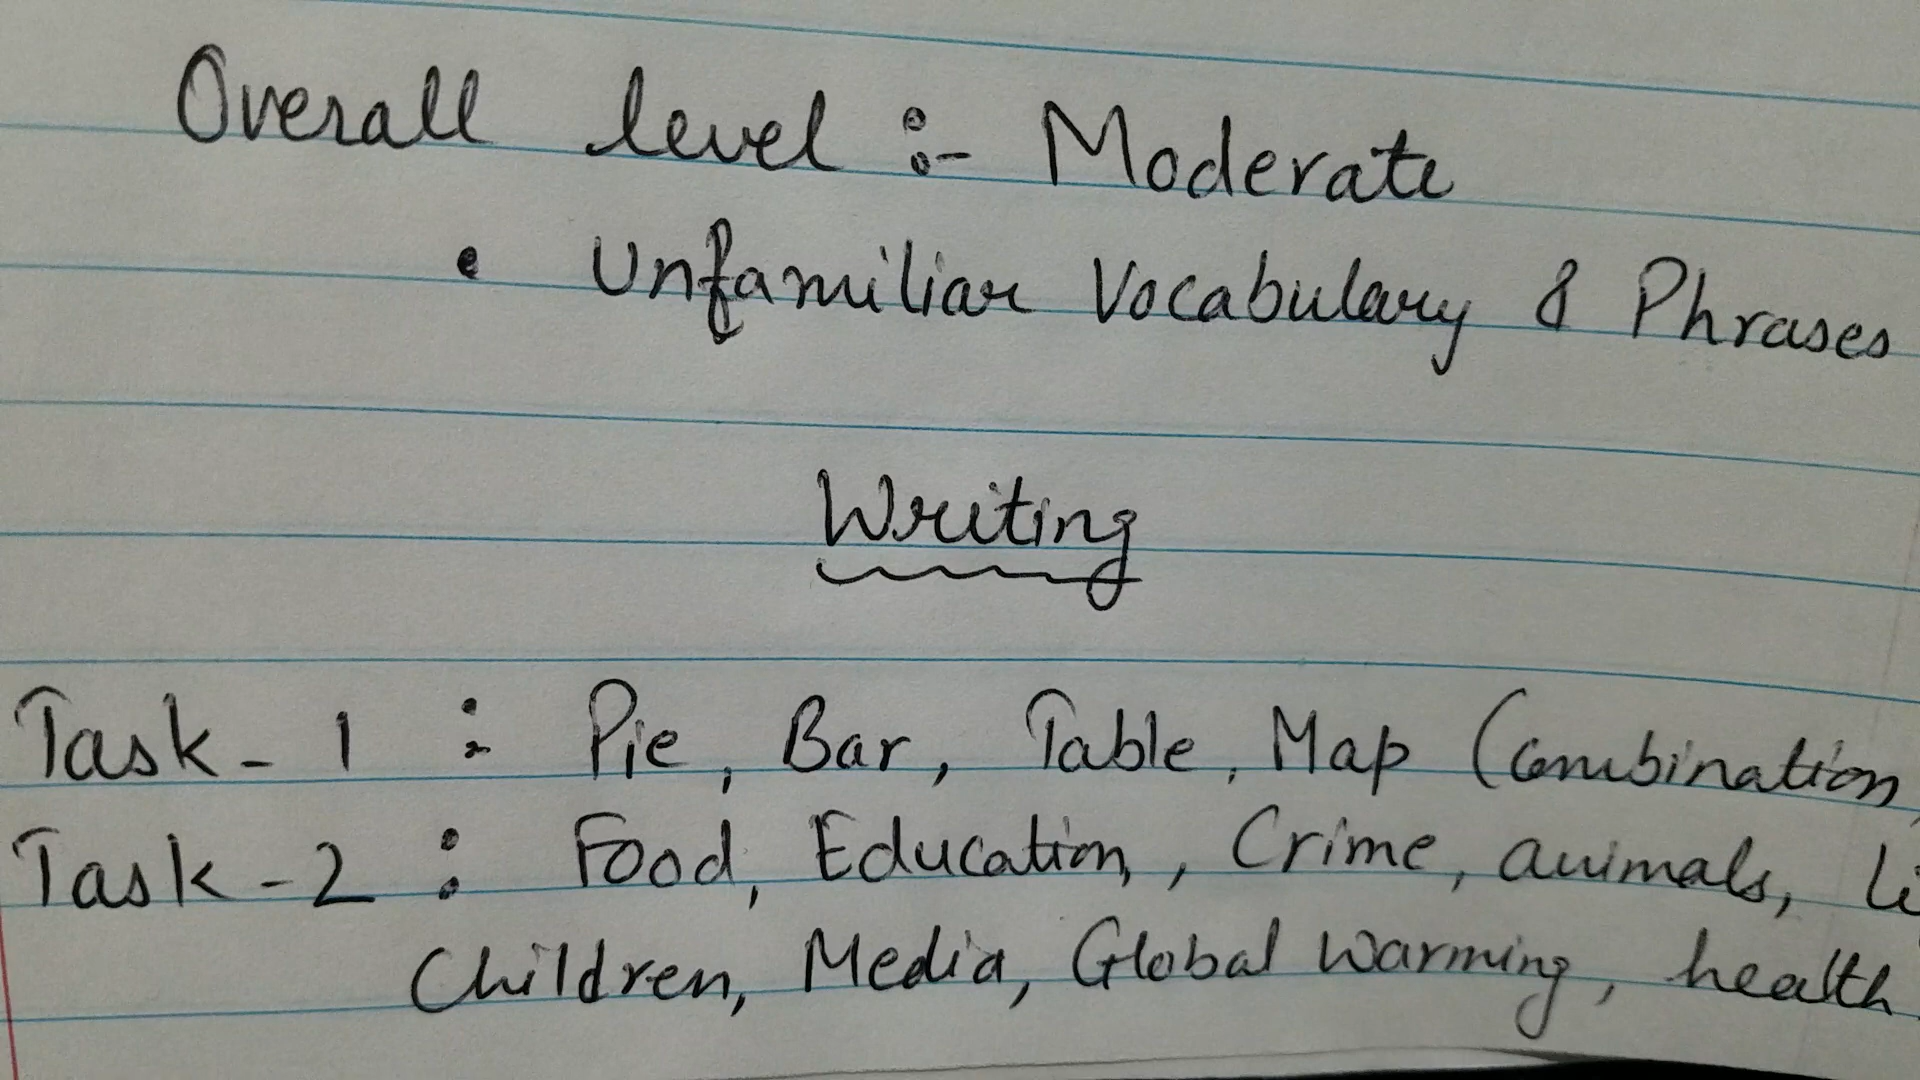 Overall level :- Moderate
• Unfamiliar Vocabulary & Phrases
Writing
Task - 1 : Pie, Bar, Table, Map (Combination
Task - 2 : Food, Education, Crime, animals,
Children, Media, Global Warming, health